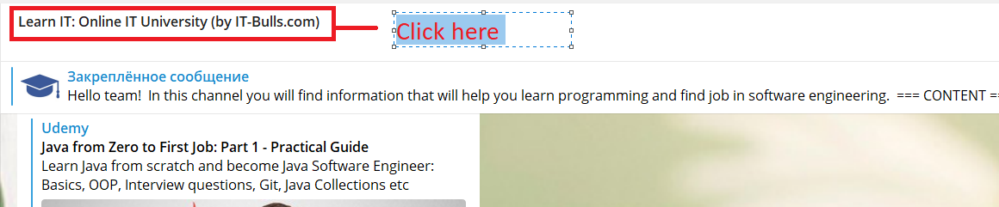 Learn IT: Online IT University (by IT-Bulls.com)
Click here
Закреплённое сообщение
Hello team!  In this channel you will find information that will help you learn programming and find job in software engineering.  === CONTENT ==
Udemy
Java from Zero to First Job: Part 1 - Practical Guide
Learn Java from scratch and become Java Software Engineer:
Basics, OOP, Interview questions, Git, Java Collections etc